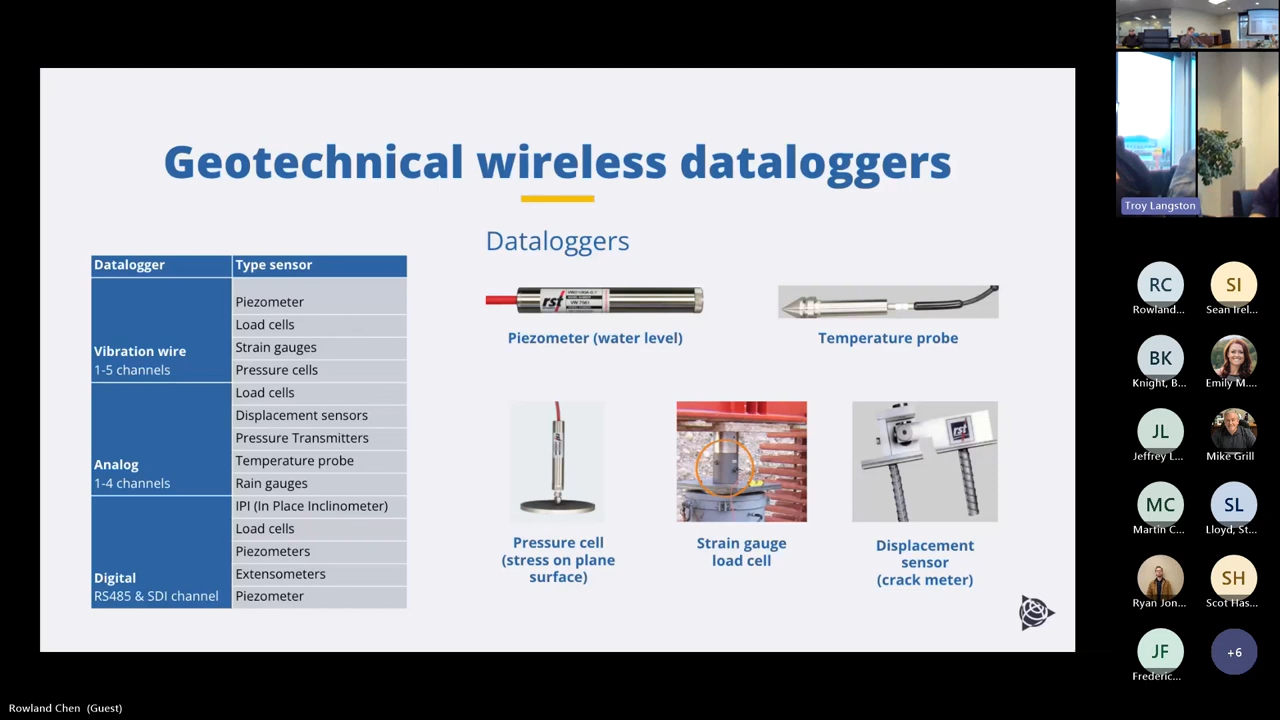 Geotechnical wireless dataloggers
Dataloggers
Datalogger Type sensor
Vibration wire
1-5 channels
Piezometer
Load cells
Strain gauges
Pressure cells
Analog
1-4 channels
Load cells
Displacement sensors
Pressure Transmitters
Temperature probe
Rain gauges
Digital
RS485 & SDI channel
IPI (In Place Inclinometer)
Load cells
Piezometers
Extensometers
Piezometer
rst
Piezometer (water level)
Temperature probe
Pressure cell
(stress on plane
surface)
Strain gauge
load cell
rst
Displacement
sensor
(crack meter)
Troy Langston
RC
Rowland...
SI
Sean Irel...
BK
Knight, B...
Emily M....
JL
Jeffrey L...
Mike Grill
MC
Martin C...
SL
Lloyd, St...
Ryan Jon...
SH
Scot Has...
JF
Frederic...
+6
Rowland Chen (Guest)